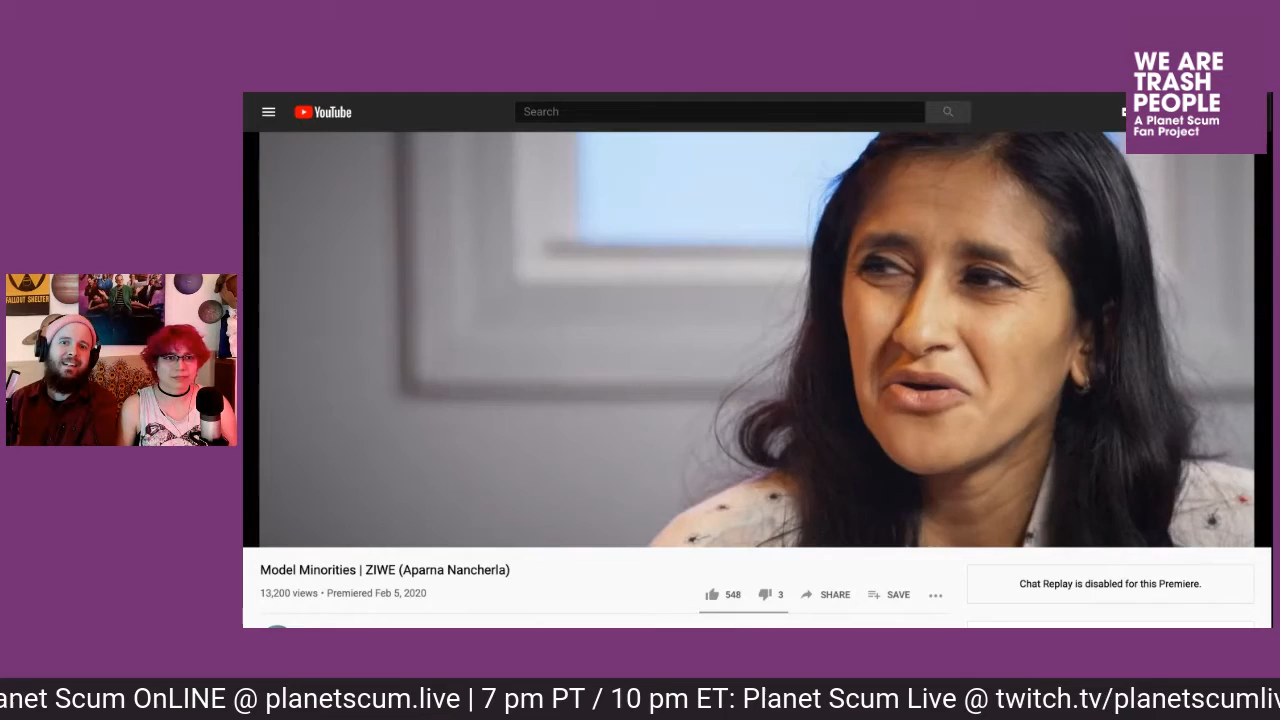 WE ARE
TRASH
PEOPLE
A Planet Scum
Fan Project
YouTube
Search
FALLOUT SHELTER
Model Minorities | ZIWE (Aparna Nancherla)
13,200 views • Premiered Feb 5, 2020
548
3
SHARE
SAVE
Chat Replay is disabled for this Premiere.
anet Scum OnLINE @ planetscum.live | 7 pm PT / 10 pm ET: Planet Scum Live @ twitch.tv/planetscumliv